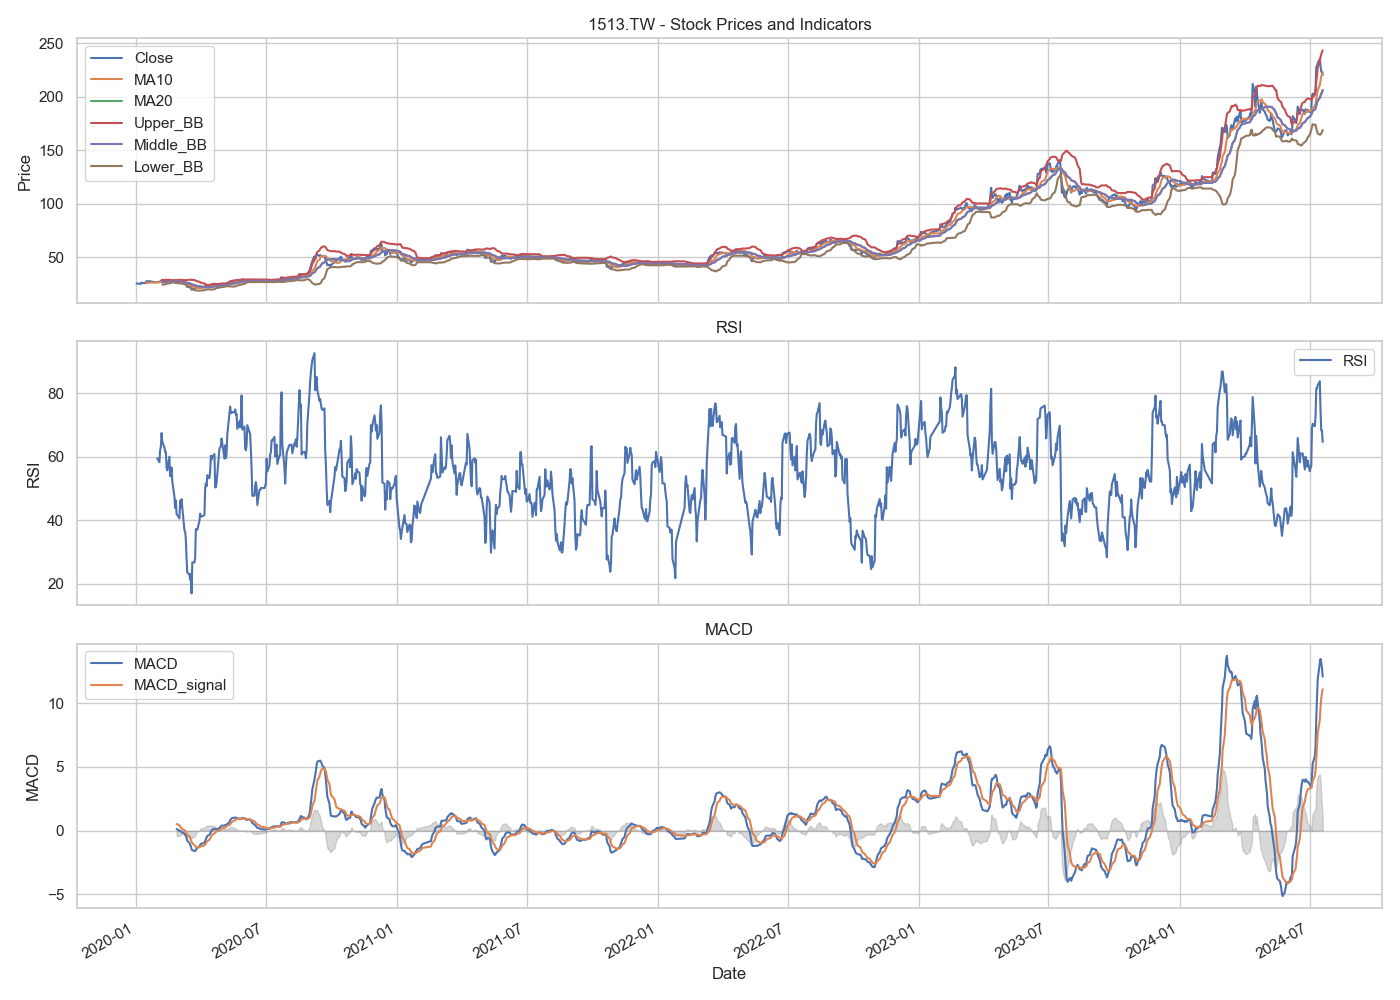 1513.TW - Stock Prices and Indicators
250
200
150
100
50
Price
Close
MA10
MA20
Upper_BB
Middle_BB
Lower_BB
RSI
80
60
40
20
RSI
RSI
MACD
10
5
0
−5
MACD
MACD
MACD_signal
2020-01
2020-07
2021-01
2021-07
2022-01
2022-07
2023-01
2023-07
2024-01
2024-07
Date